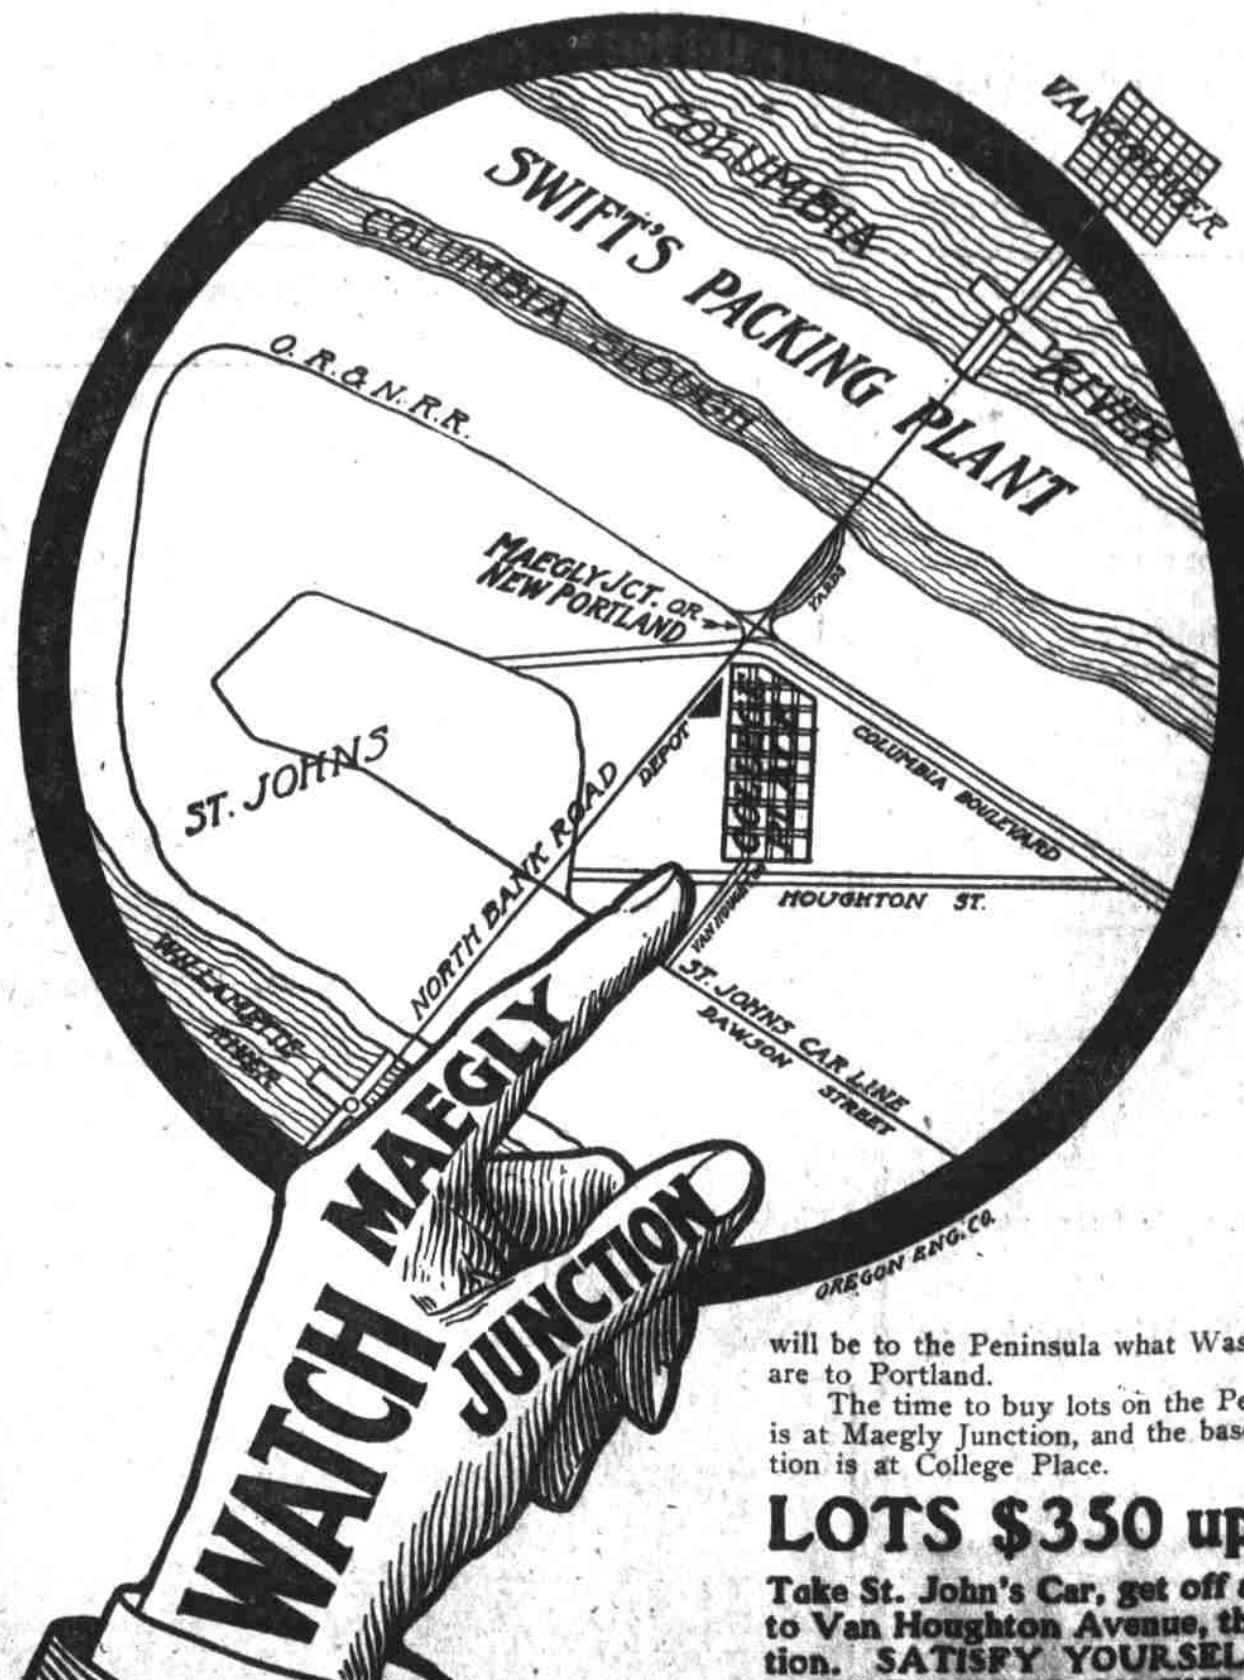 VANCOUVER
COLUMBIA
RIVER
SWIFT'S PACKING PLANT
COLUMBIA SLOUGH
O. R. & N. R. R.
MAEGLY JCT. OR
NEW PORTLAND
YARDS
ST. JOHNS
DEPOT
COLLEGE
PLACE
COLUMBIA BOULEVARD
NORTH BANK ROAD
HOUGHTON ST.
VAN HOUGHTON
ST. JOHNS CAR LINE
DAWSON STREET
WILLAMETTE
RIVER
WATCH MAEGLY
JUNCTION
OREGON ENG. CO.
will be to the Peninsula what Was
are to Portland.
The time to buy lots on the Pe
is at Maegly Junction, and the bas
tion is at College Place.
LOTS $350 up
Take St. John's Car, get off
to Van Houghton Avenue, th
tion. SATISFY YOURSEL